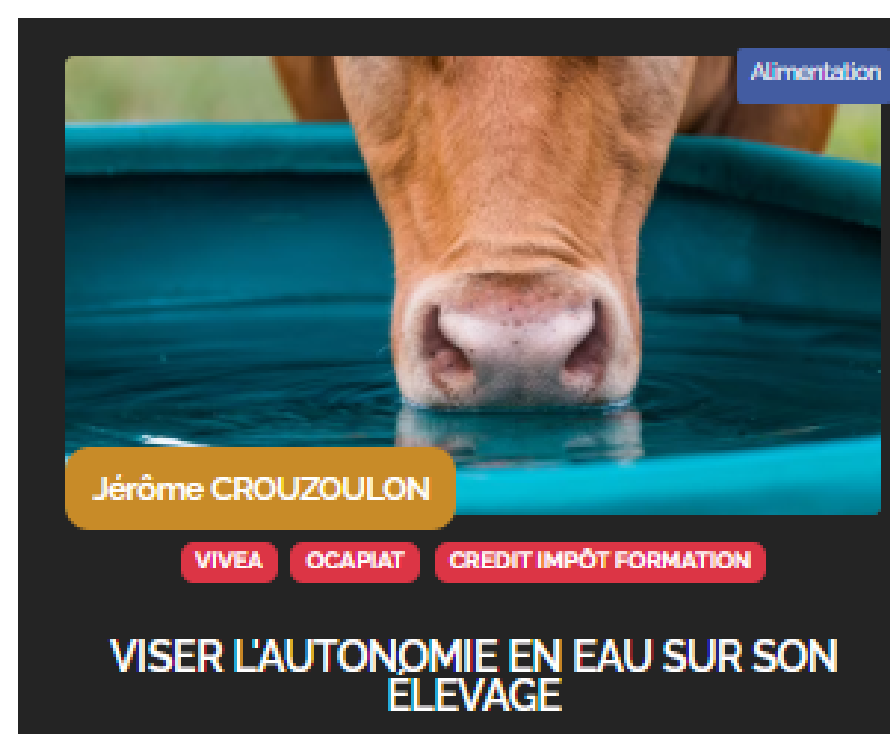 Alimentation
Jérôme CROUZOULON
VIVEA OCAPIAT CREDIT IMPÔT FORMATION
VISER L'AUTONOMIE EN EAU SUR SON
ÉLEVAGE